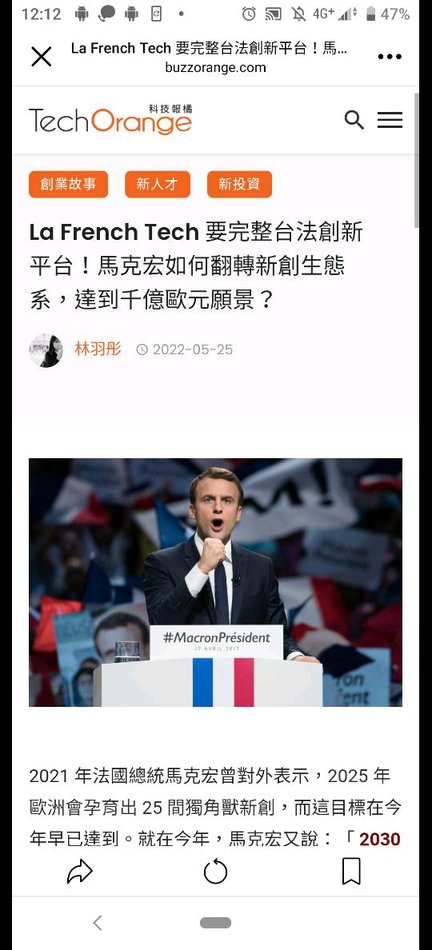 12:12
4G+
47%
La French Tech 要完整台法創新平台！馬...
buzzorange.com
TechOrange 科技報橘
創業故事 新人才 新投資
La French Tech 要完整台法創新
平台！馬克宏如何翻轉新創生態
系，達到千億歐元願景？
林羽彤 2022-05-25
#MacronPrésident
17 AVRIL 2017
2021 年法國總統馬克宏曾對外表示，2025 年
歐洲會孕育出 25 間獨角獸新創，而這目標在今
年早已達到。就在今年，馬克宏又說：「 2030